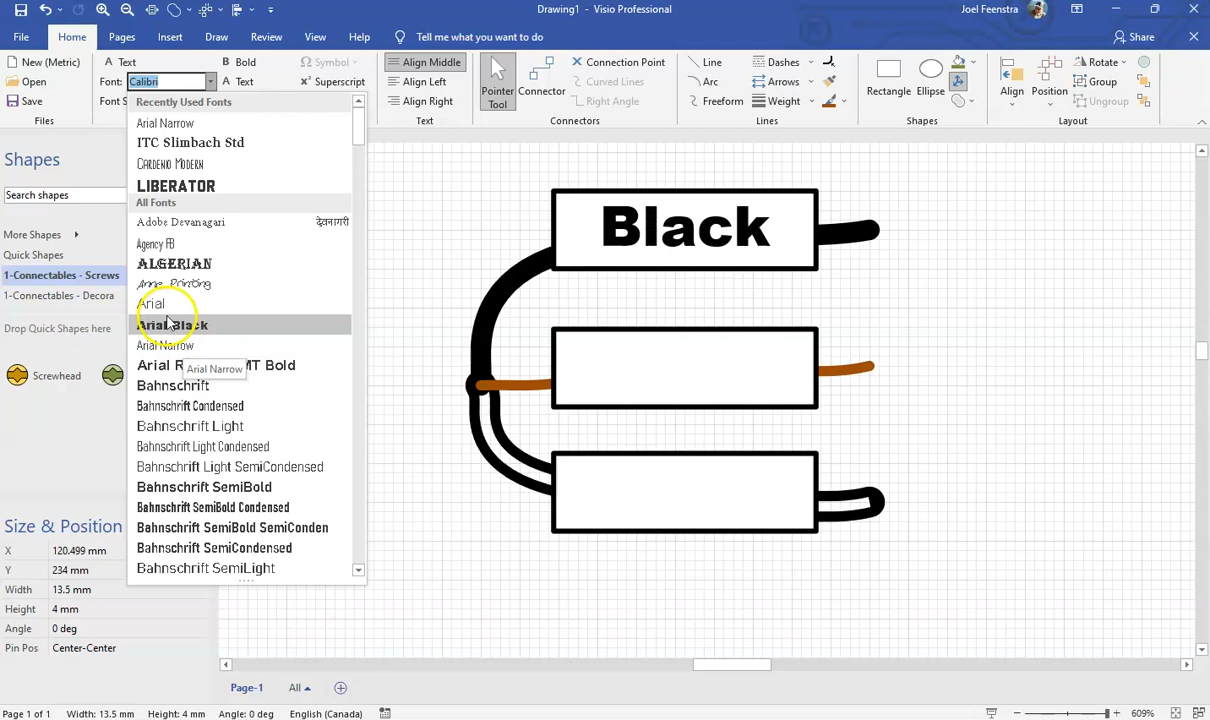 Drawing1 - Visio Professional
Joel Feenstra
File
Home
Pages
Insert
Draw
Review
View
Help
Tell me what you want to do
Share
New (Metric)
Open
Save
Files
Text
Font:
Calibri
Font S
Bold
Text
Symbol
Superscript
Align Middle
Align Left
Align Right
Text
Pointer
Tool
Connector
Connection Point
Curved Lines
Right Angle
Connectors
Line
Arc
Freeform
Dashes
Arrows
Weight
Lines
Rectangle
Ellipse
Shapes
Align
Position
Rotate
Group
Ungroup
Layout
Recently Used Fonts
Arial Narrow
ITC Slimbach Std
Cardenio Modern
LIBERATOR
All Fonts
Adobe Devanagari
देवनागरी
Agency FB
ALGERIAN
Arial
Arial Black
Arial Narrow
Arial R
MT Bold
Arial Narrow
Bahnschrift
Bahnschrift Condensed
Bahnschrift Light
Bahnschrift Light Condensed
Bahnschrift Light SemiCondensed
Bahnschrift SemiBold
Bahnschrift SemiBold Condensed
Bahnschrift SemiBold SemiConden
Bahnschrift SemiCondensed
Bahnschrift SemiLight
Shapes
Search shapes
More Shapes
Quick Shapes
1-Connectables - Screws
1-Connectables - Decora
Drop Quick Shapes here
Screwhead
Size & Position
X 120.499 mm
Y 234 mm
Width 13.5 mm
Height 4 mm
Angle 0 deg
Pin Pos Center-Center
Black
Page-1
All
Page 1 of 1
Width: 13.5 mm
Height: 4 mm
Angle: 0 deg
English (Canada)
609%